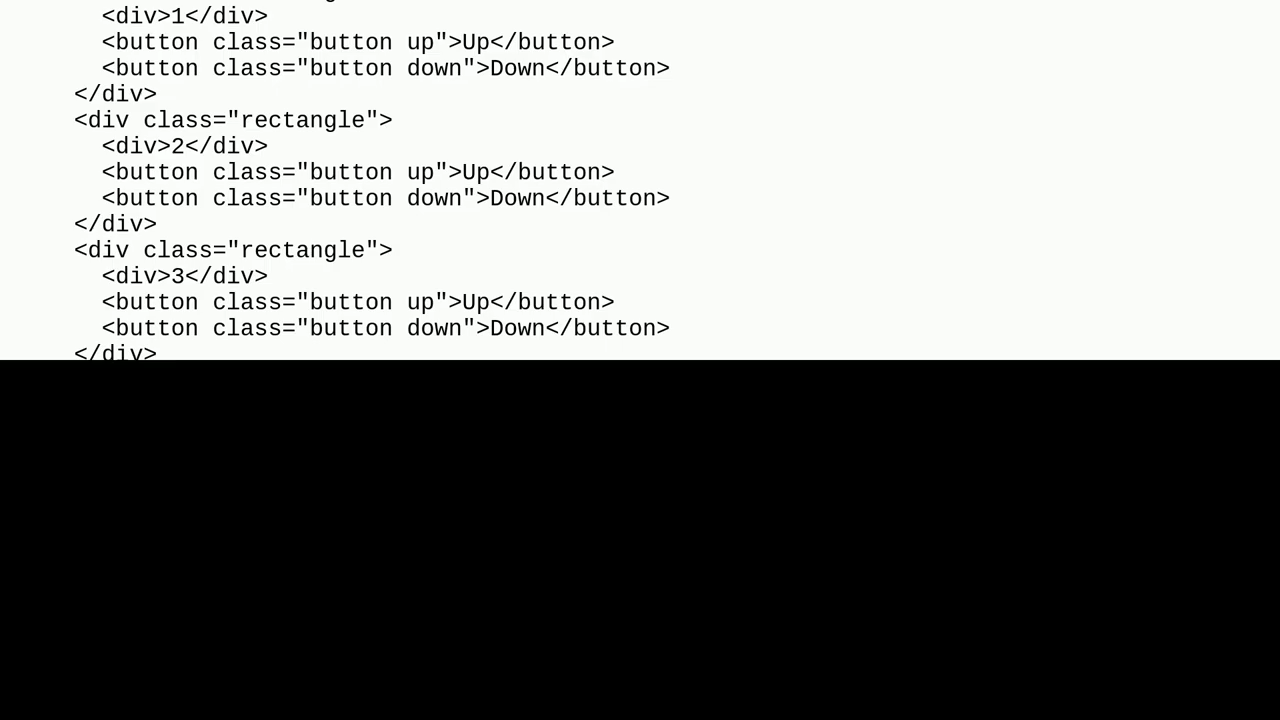 <div>1</div>
<button class="button up">Up</button>
<button class="button down">Down</button>
</div>
<div class="rectangle">
<div>2</div>
<button class="button up">Up</button>
<button class="button down">Down</button>
</div>
<div class="rectangle">
<div>3</div>
<button class="button up">Up</button>
<button class="button down">Down</button>
</div>